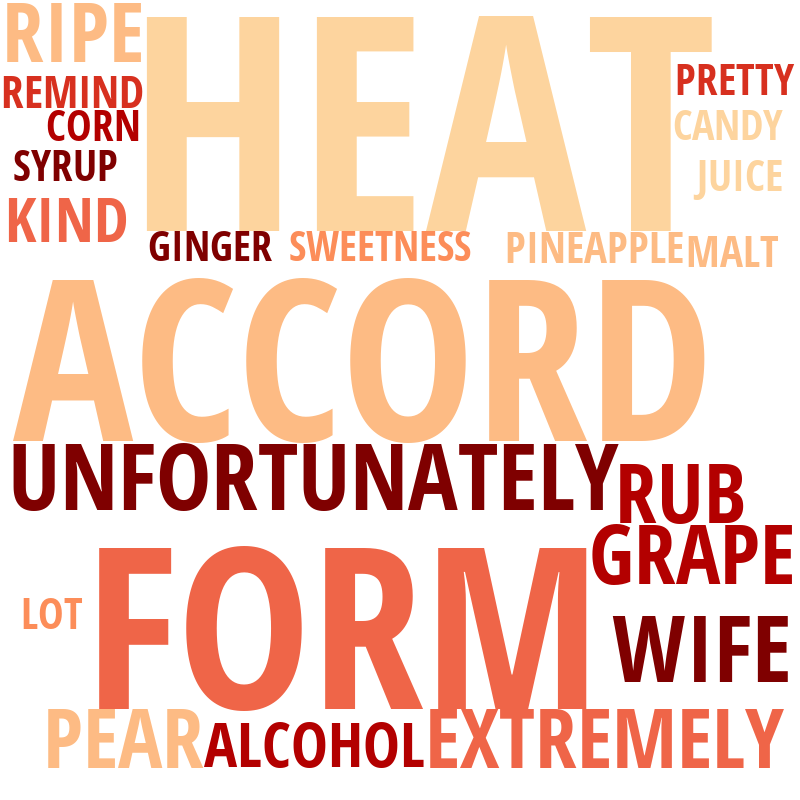 RIPE
HEAT
REMIND
PRETTY
CORN
CANDY
SYRUP
JUICE
KIND
GINGER SWEETNESS PINEAPPLE MALT
ACCORD
UNFORTUNATELY
RUB
GRAPE
FORM
LOT
WIFE
PEAR ALCOHOL EXTREMELY